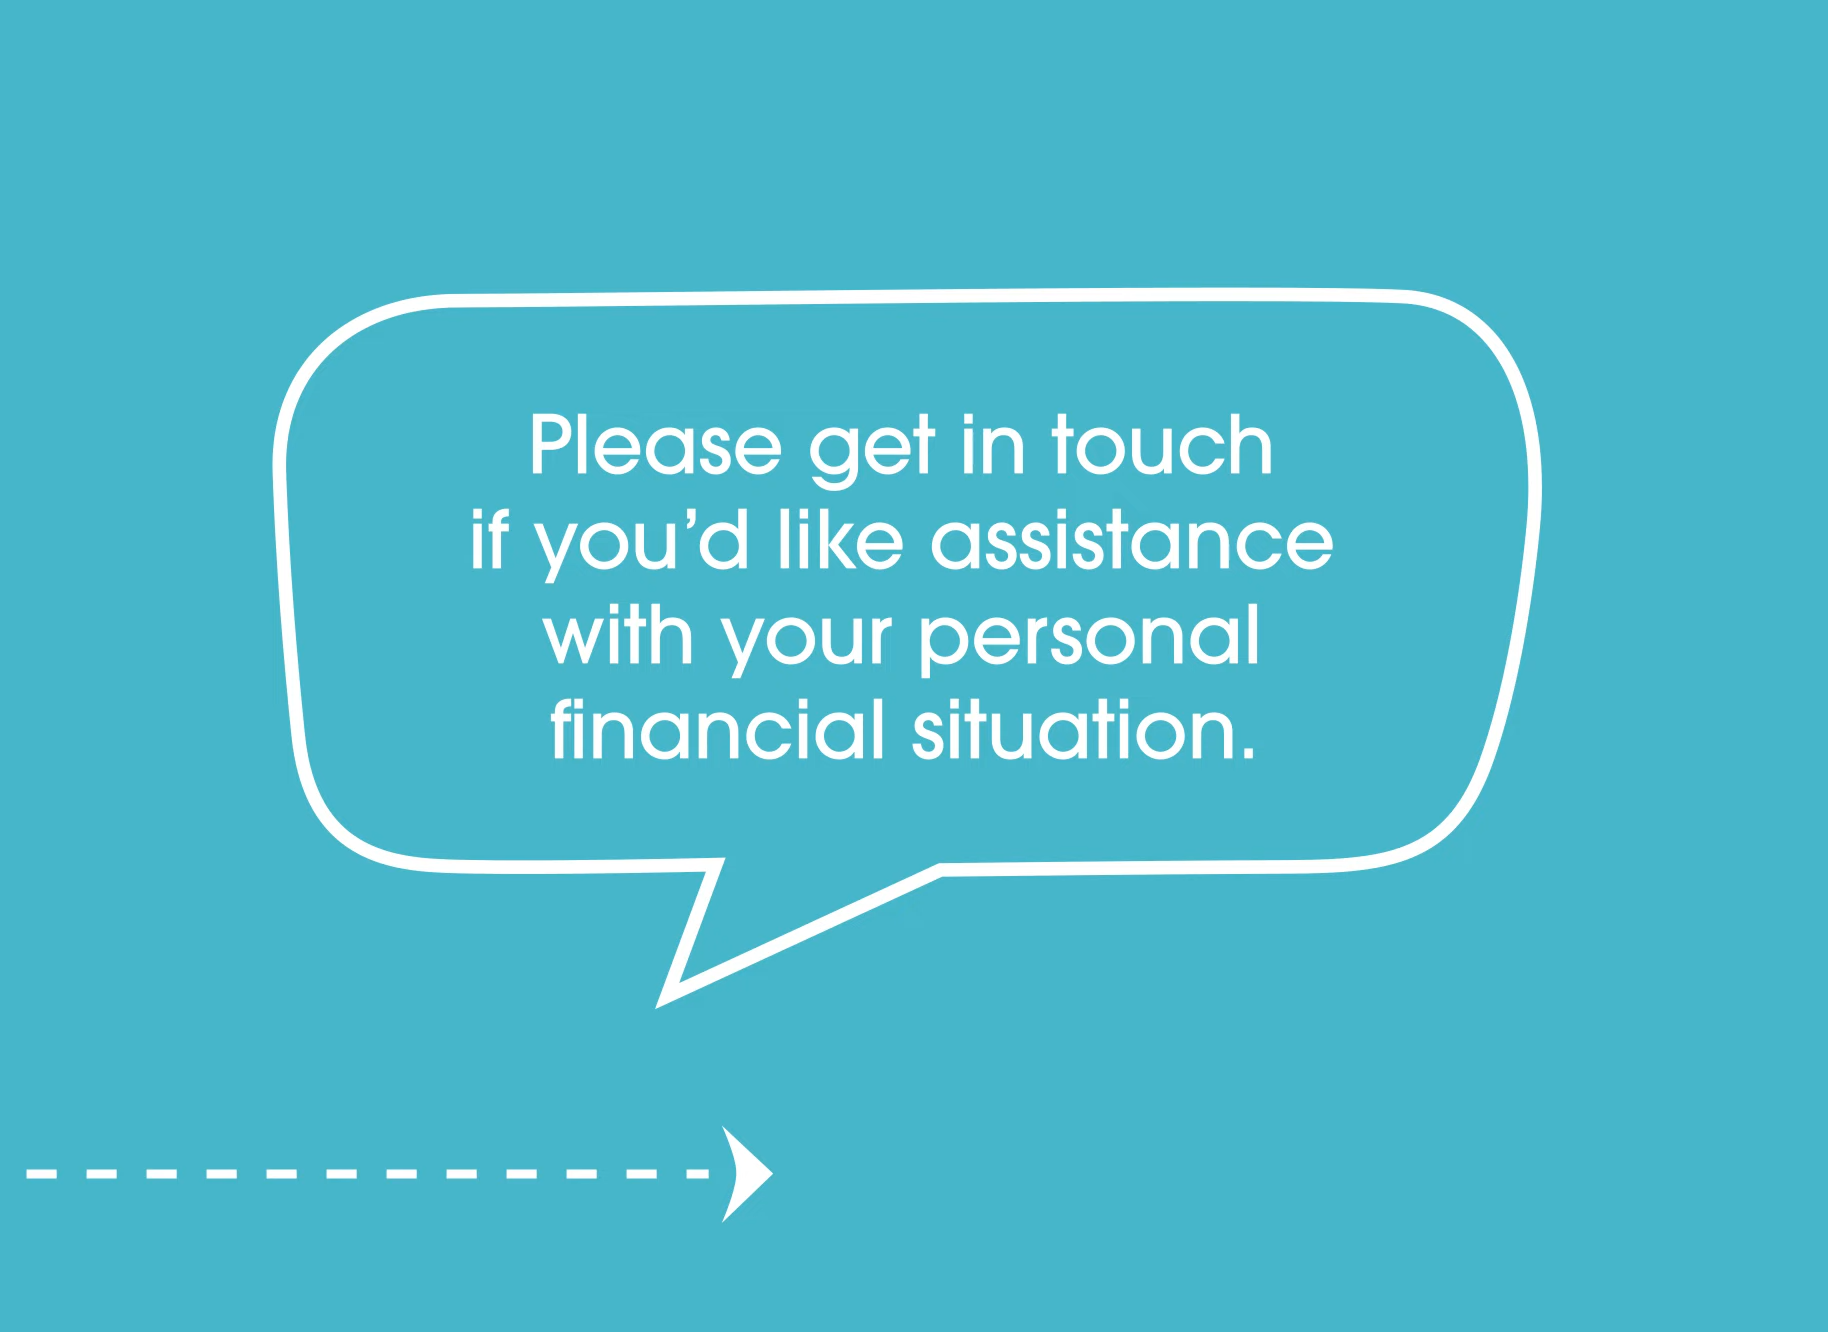 Please get in touch
if you’d like assistance
with your personal
financial situation.